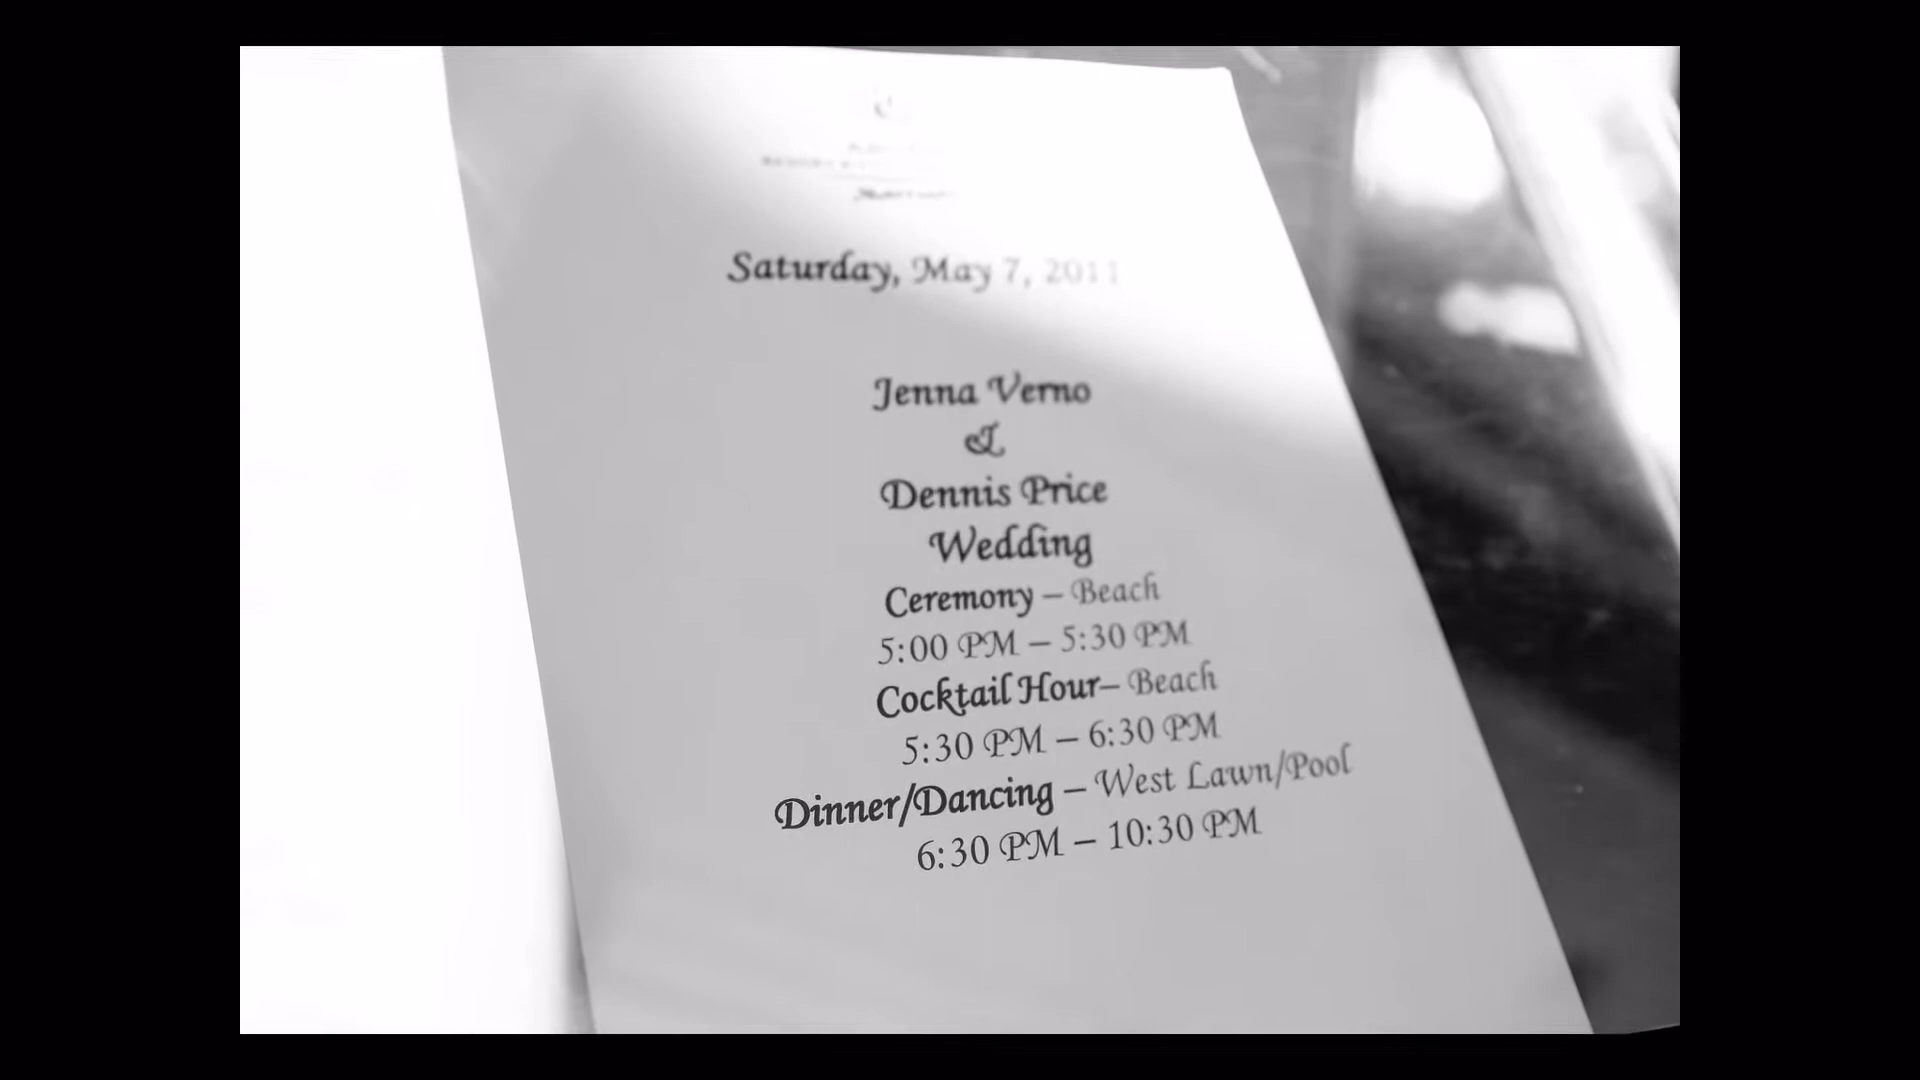 Saturday, May 7, 2011
Jenna Verno
&
Dennis Price
Wedding
Ceremony – Beach
5:00 PM – 5:30 PM
Cocktail Hour– Beach
5:30 PM – 6:30 PM
Dinner/Dancing – West Lawn/Pool
6:30 PM – 10:30 PM